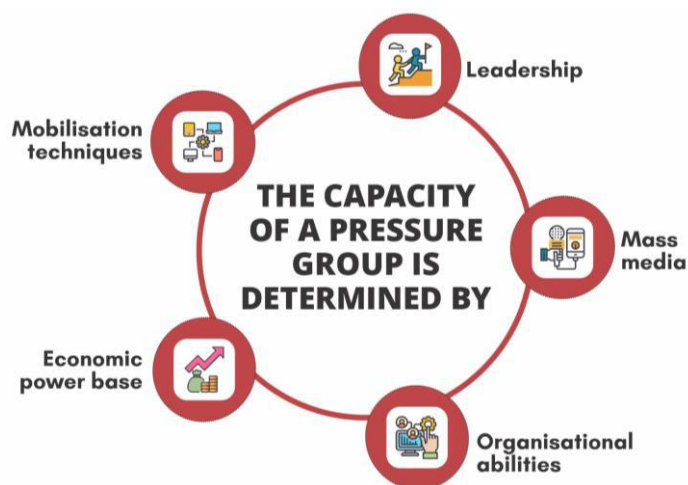 THE CAPACITY
OF A PRESSURE
GROUP IS
DETERMINED BY
Leadership
Mass
media
Organisational
abilities
Economic
power base
Mobilisation
techniques